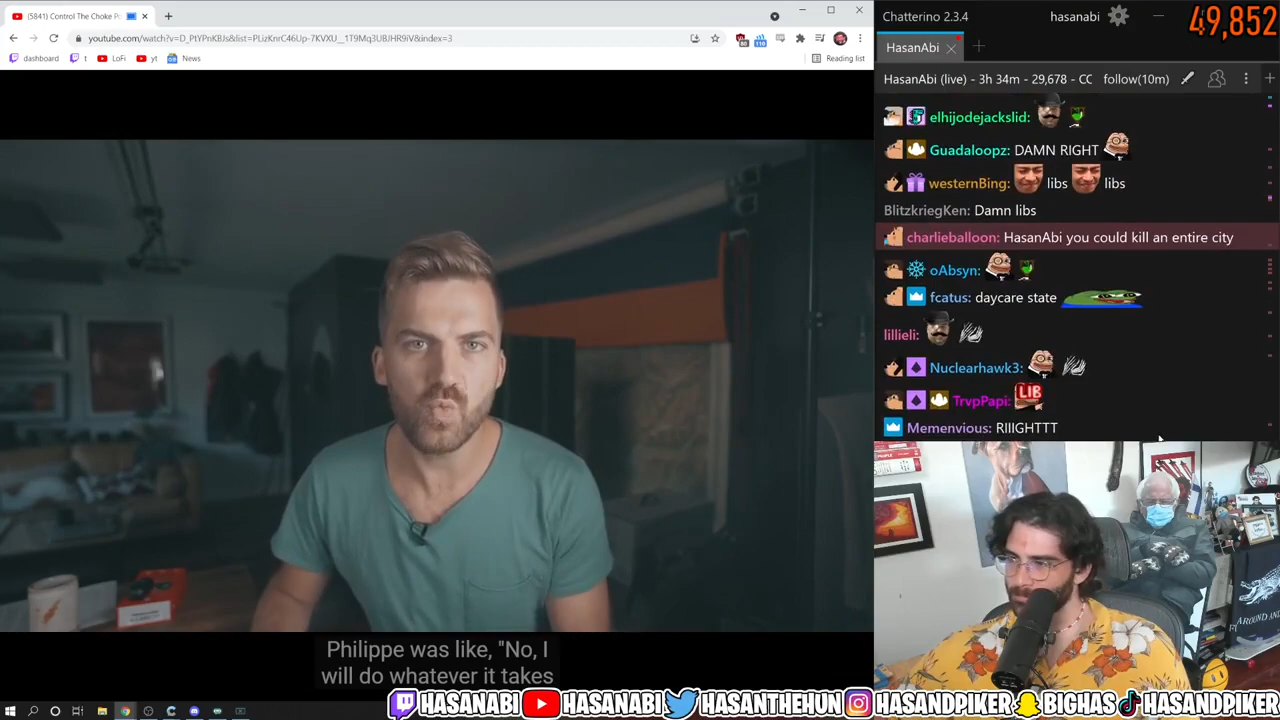 (5841) Control The Choke Po
youtube.com/watch?v=D_PtYPnKBJs&list=PLizKnrC46Up-7KVXU__1T9Mq3UBJHR9iV&index=3
dashboard
t
LoFi
yt
News
Reading list
Philippe was like, "No, I
will do whatever it takes
Chatterino 2.3.4
hasanabi
49,852
HasanAbi
HasanAbi (live) - 3h 34m - 29,678 - CC
follow(10m)
elhijodejackslid:
Guadaloopz: DAMN RIGHT
westernBing: libs libs
BlitzkriegKen: Damn libs
charlieballoon: HasanAbi you could kill an entire city
oAbsyn:
fcatus: daycare state
lillieli:
Nuclearhawk3:
TrvpPapi: LIB
Memenvious: RIIIGHTTT
HASANABI HASANABI HASANTHEHUN HASANDPIKER BIGHAS HASANDPIKER